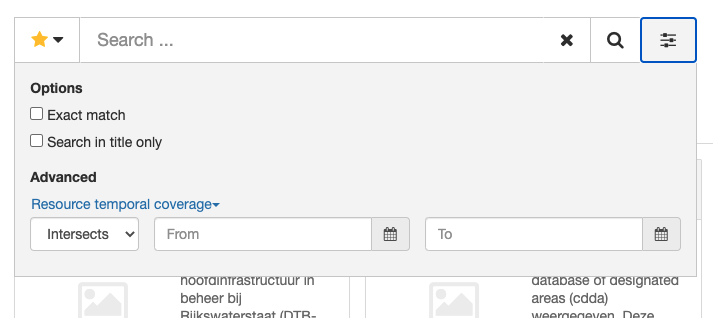 Search ...
Options
Exact match
Search in title only
Advanced
Resource temporal coverage
Intersects
From
To
hoofdinfrastructuur in
beheer bij
Rijkswaterstaat (DTB-
database of designated
areas (cdda)
weergegeven. Deze